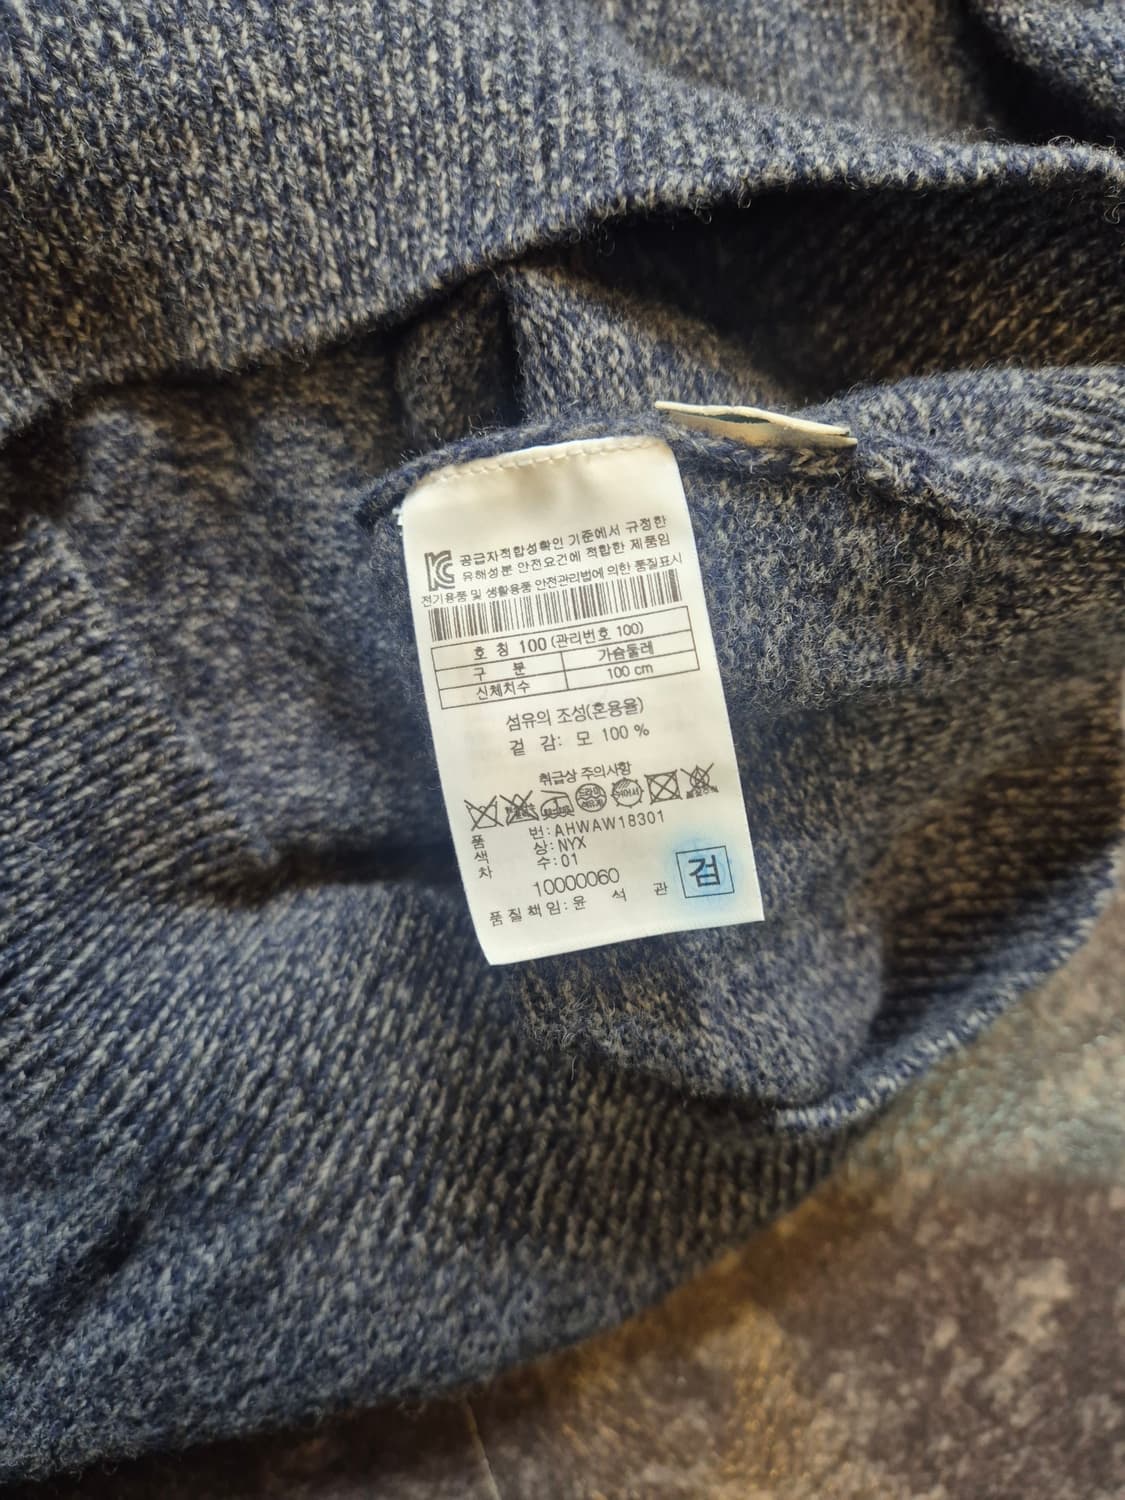 KC 공급자적합성확인 기준에서 규정한
유해성분 안전요건에 적합한 제품임
전기용품 및 생활용품 안전관리법에 의한 품질표시
호 칭 100 (관리번호 100)
구 분 가슴둘레
신체치수 100 cm
섬유의 조성(혼용율)
겉 감: 모 100 %
취급상 주의사항
품 번: AHWAW18301
색 상: NYX
차 수: 01
10000060
품 질 책 임 : 윤 석 관
검